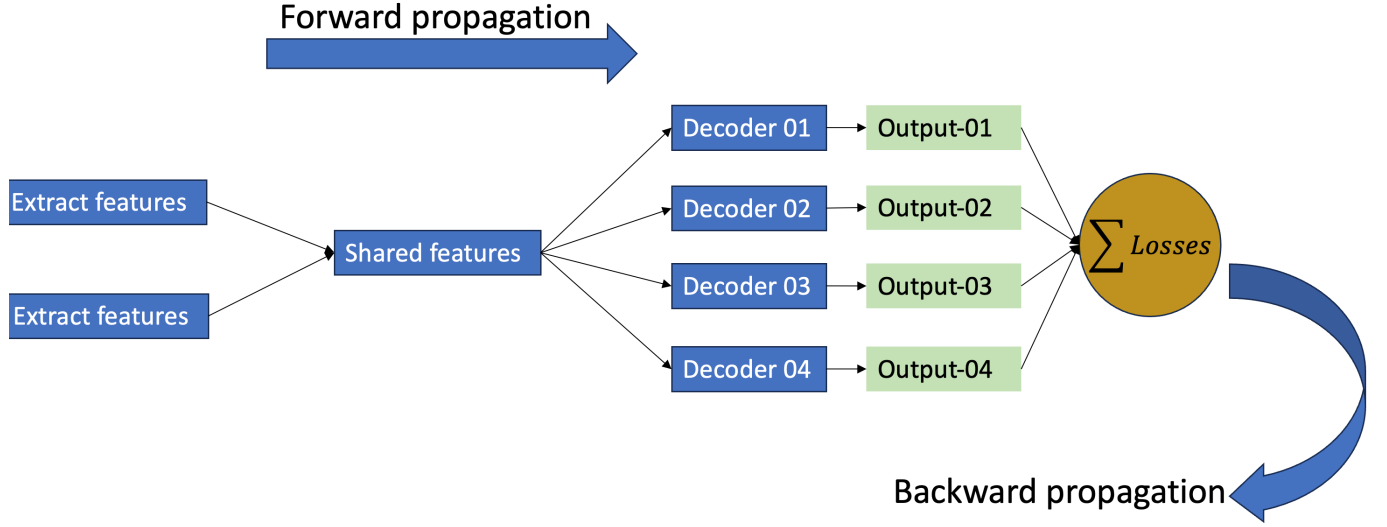 Forward propagation
Extract features
Extract features
Shared features
Decoder 01
Output-01
Decoder 02
Output-02
Decoder 03
Output-03
Decoder 04
Output-04
∑ Losses
Backward propagation